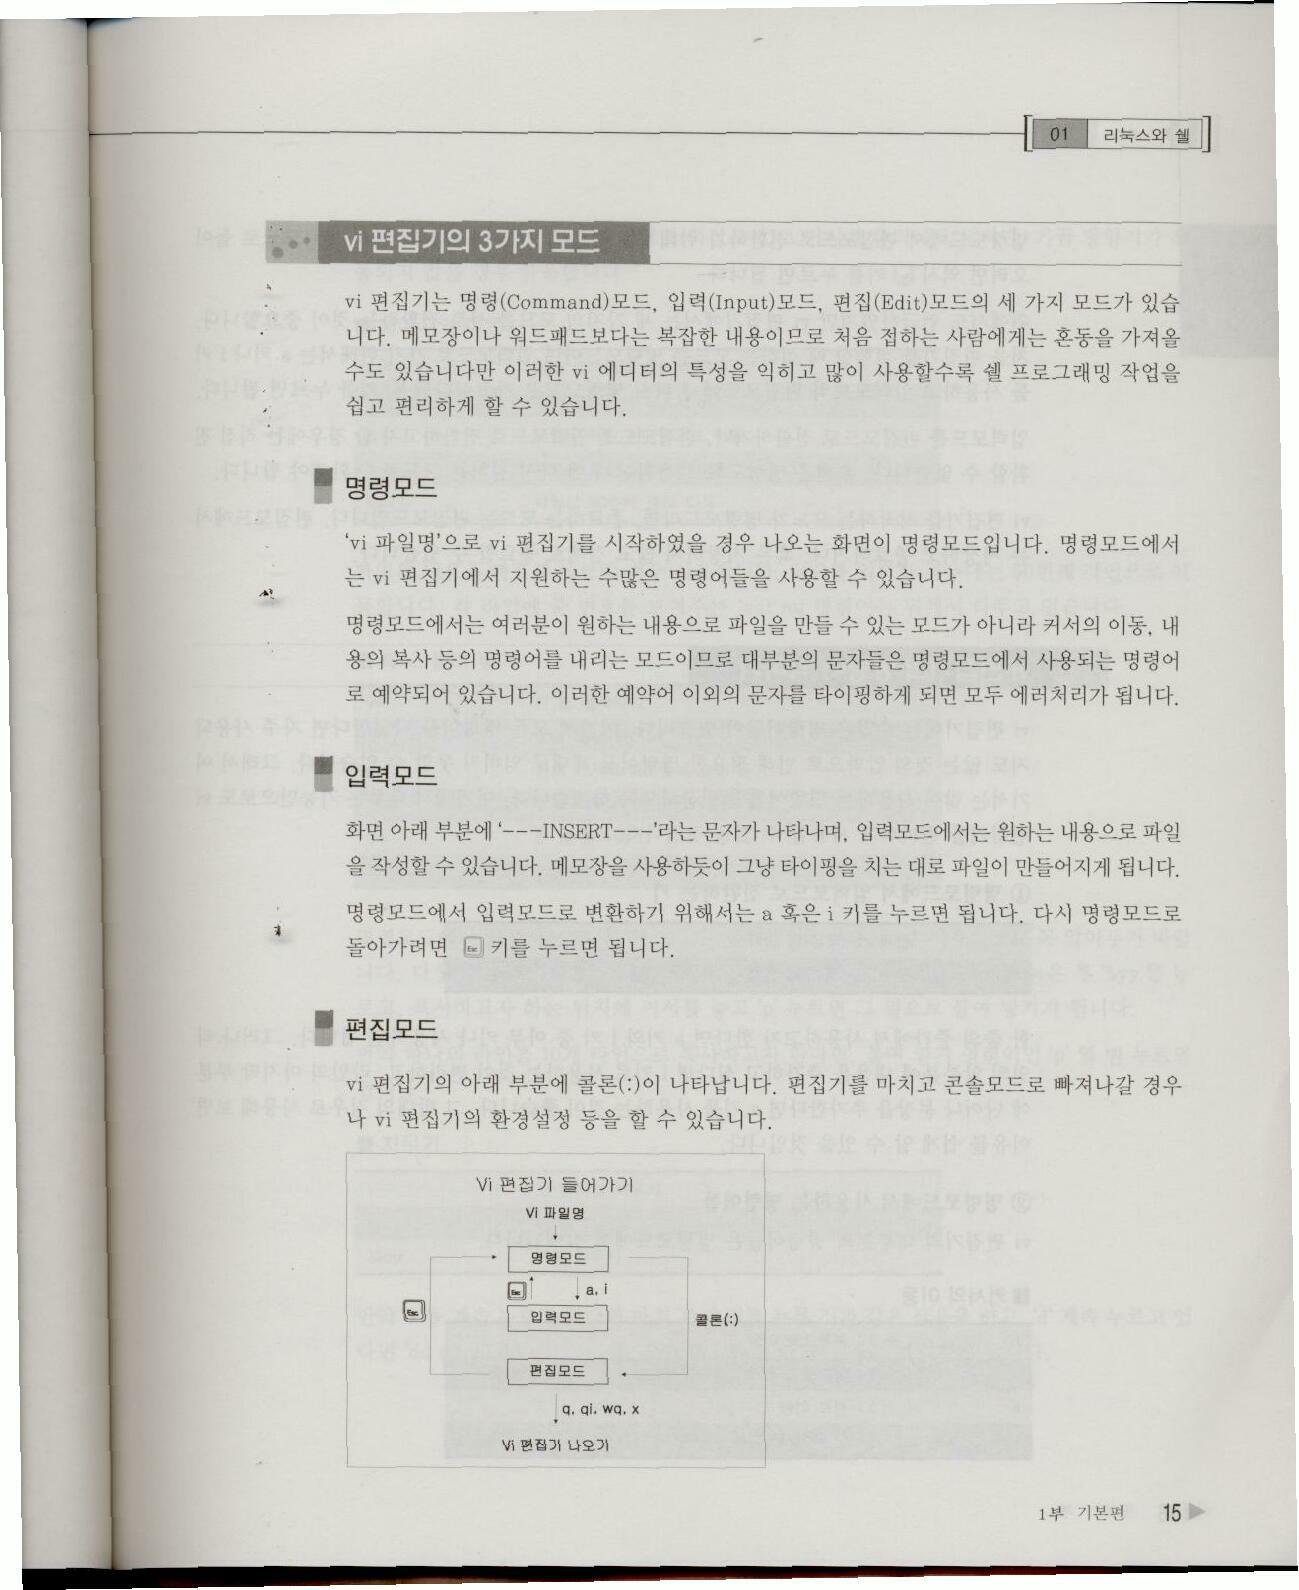 01 리눅스와 쉘
vi 편집기의 3가지 모드
vi 편집기는 명령(Command)모드, 입력(Input)모드, 편집(Edit)모드의 세 가지 모드가 있습
니다. 메모장이나 워드패드보다는 복잡한 내용이므로 처음 접하는 사람에게는 혼동을 가져올
수도 있습니다만 이러한 vi 에디터의 특성을 익히고 많이 사용할수록 쉘 프로그래밍 작업을
쉽고 편리하게 할 수 있습니다.
명령모드
‘vi 파일명’으로 vi 편집기를 시작하였을 경우 나오는 화면이 명령모드입니다. 명령모드에서
는 vi 편집기에서 지원하는 수많은 명령어들을 사용할 수 있습니다.
명령모드에서는 여러분이 원하는 내용으로 파일을 만들 수 있는 모드가 아니라 커서의 이동, 내
용의 복사 등의 명령어를 내리는 모드이므로 대부분의 문자들은 명령모드에서 사용되는 명령어
로 예약되어 있습니다. 이러한 예약어 이외의 문자를 타이핑하게 되면 모두 에러처리가 됩니다.
입력모드
화면 아래 부분에 ‘---INSERT---’라는 문자가 나타나며, 입력모드에서는 원하는 내용으로 파일
을 작성할 수 있습니다. 메모장을 사용하듯이 그냥 타이핑을 치는 대로 파일이 만들어지게 됩니다.
명령모드에서 입력모드로 변환하기 위해서는 a 혹은 i 키를 누르면 됩니다. 다시 명령모드로
돌아가려면 Esc 키를 누르면 됩니다.
편집모드
vi 편집기의 아래 부분에 콜론(:)이 나타납니다. 편집기를 마치고 콘솔모드로 빠져나갈 경우
나 vi 편집기의 환경설정 등을 할 수 있습니다.
Vi 편집기 들어가기
Vi 파일명
명령모드
Esc a, i
Esc
입력모드
콜론(:)
편집모드
q, qi, wq, x
Vi 편집기 나오기
1부 기본편 15